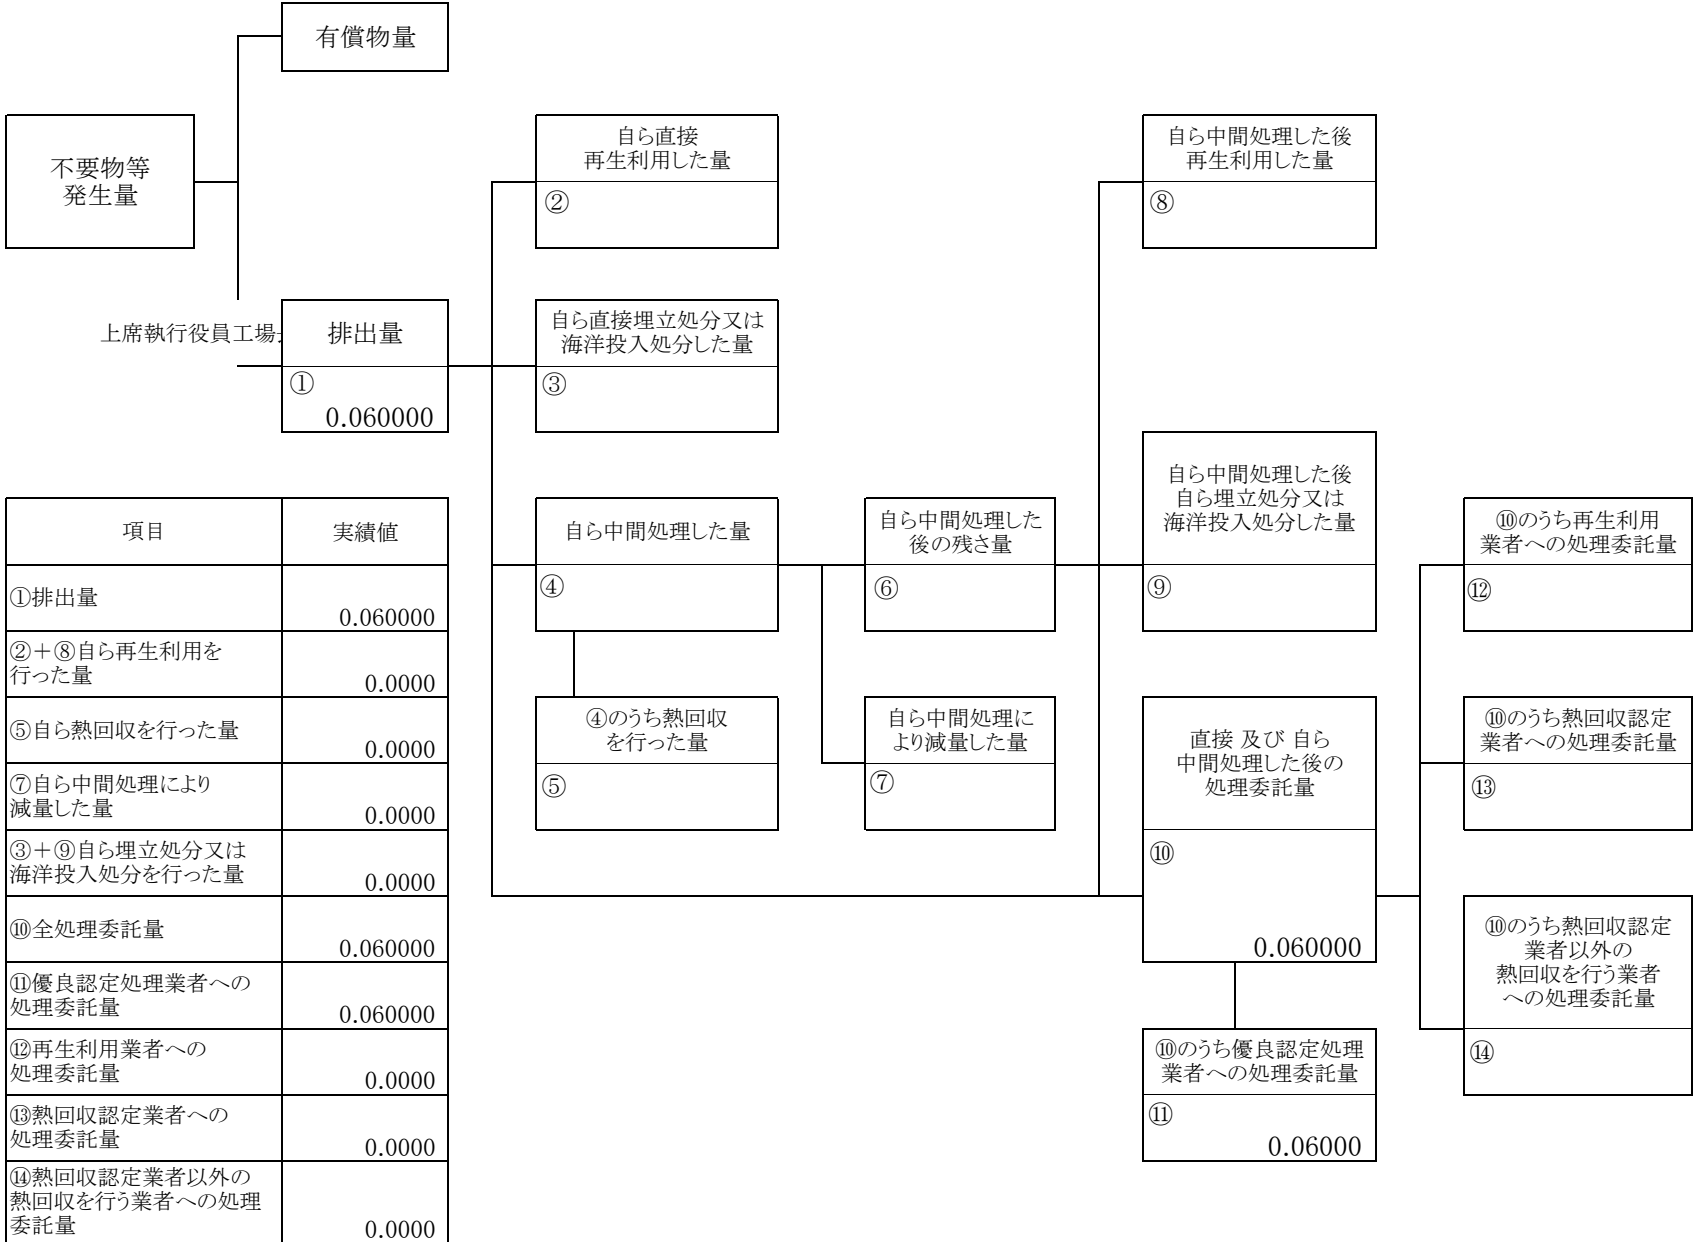 有償物量
不要物等
発生量
自ら直接
再生利用した量
②
自ら中間処理した後
再生利用した量
⑧
上席執行役員工場
排出量
①
0.060000
自ら直接埋立処分又は
海洋投入処分した量
③
自ら中間処理した量
④
自ら中間処理した
後の残さ量
⑥
自ら中間処理した後
自ら埋立処分又は
海洋投入処分した量
⑨
⑩のうち再生利用
業者への処理委託量
⑫
④のうち熱回収
を行った量
⑤
自ら中間処理に
より減量した量
⑦
直接 及び 自ら
中間処理した後の
処理委託量
⑩
0.060000
⑩のうち熱回収認定
業者への処理委託量
⑬
⑩のうち熱回収認定
業者以外の
熱回収を行う業者
への処理委託量
⑭
⑩のうち優良認定処理
業者への処理委託量
⑪
0.06000
項目 実績値
①排出量
0.060000
②＋⑧自ら再生利用を
行った量
0.0000
⑤自ら熱回収を行った量
0.0000
⑦自ら中間処理により
減量した量
0.0000
③＋⑨自ら埋立処分又は
海洋投入処分を行った量
0.0000
⑩全処理委託量
0.060000
⑪優良認定処理業者への
処理委託量
0.060000
⑫再生利用業者への
処理委託量
0.0000
⑬熱回収認定業者への
処理委託量
0.0000
⑭熱回収認定業者以外の
熱回収を行う業者への処理
委託量
0.0000